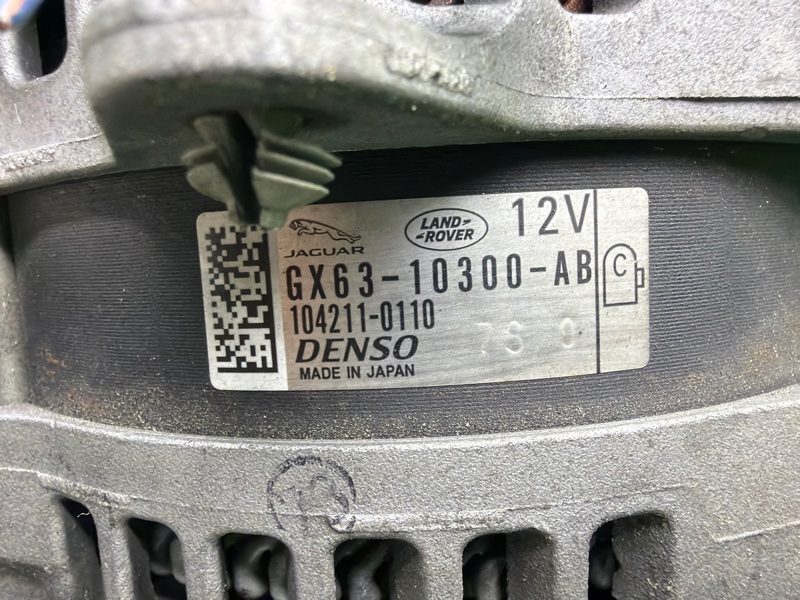 JAGUAR
LAND-
-ROVER
12V
GX63-10300-AB
C
104211-0110
DENSO
MADE IN JAPAN